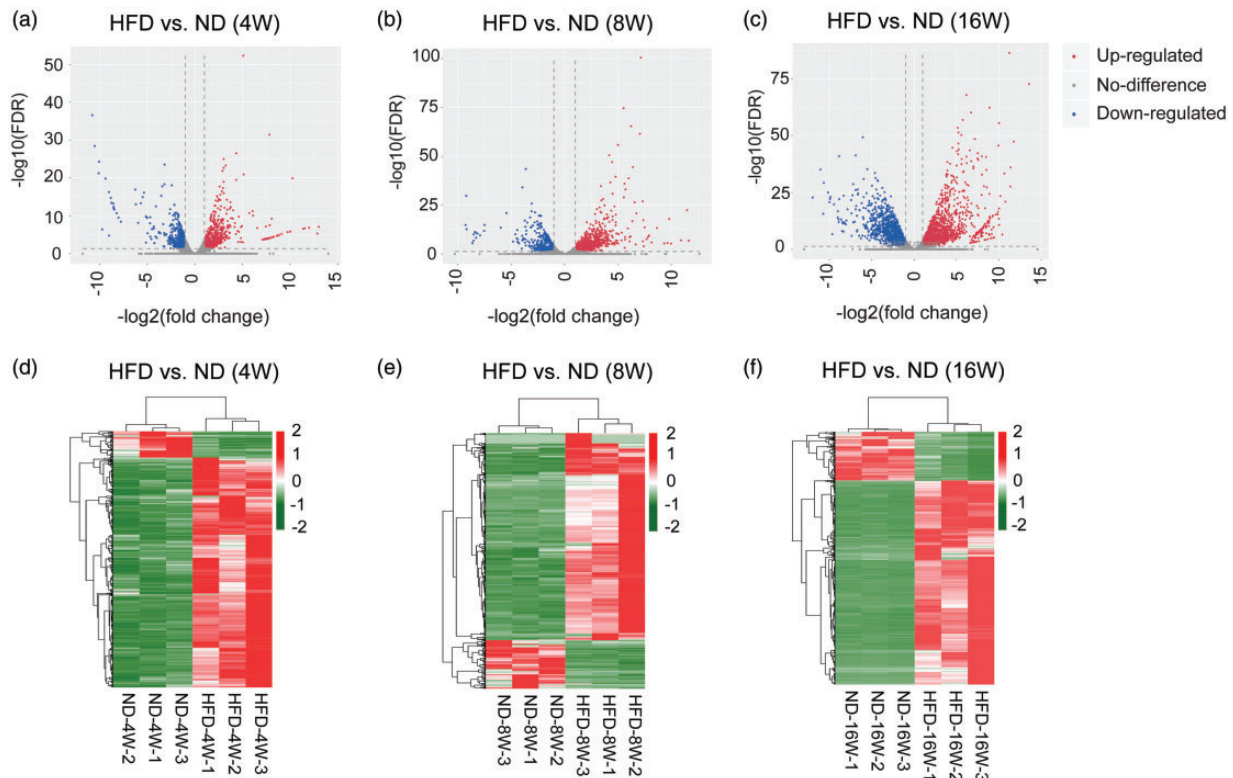 (a)
HFD vs. ND (4W)
-log10(FDR)
50
40
30
20
10
0
-10
-5
0
5
10
15
-log2(fold change)
(b)
HFD vs. ND (8W)
-log10(FDR)
100
75
50
25
0
-10
-5
0
5
10
-log2(fold change)
(c)
HFD vs. ND (16W)
-log10(FDR)
75
50
25
0
-10
-5
0
5
10
15
-log2(fold change)
Up-regulated
No-difference
Down-regulated
(d)
HFD vs. ND (4W)
2
1
0
-1
-2
ND-4W-2
ND-4W-1
ND-4W-3
HFD-4W-1
HFD-4W-2
HFD-4W-3
(e)
HFD vs. ND (8W)
2
1
0
-1
-2
ND-8W-3
ND-8W-1
ND-8W-2
HFD-8W-3
HFD-8W-1
HFD-8W-2
(f)
HFD vs. ND (16W)
2
1
0
-1
-2
ND-16W-1
ND-16W-2
ND-16W-3
HFD-16W-1
HFD-16W-2
HFD-16W-3